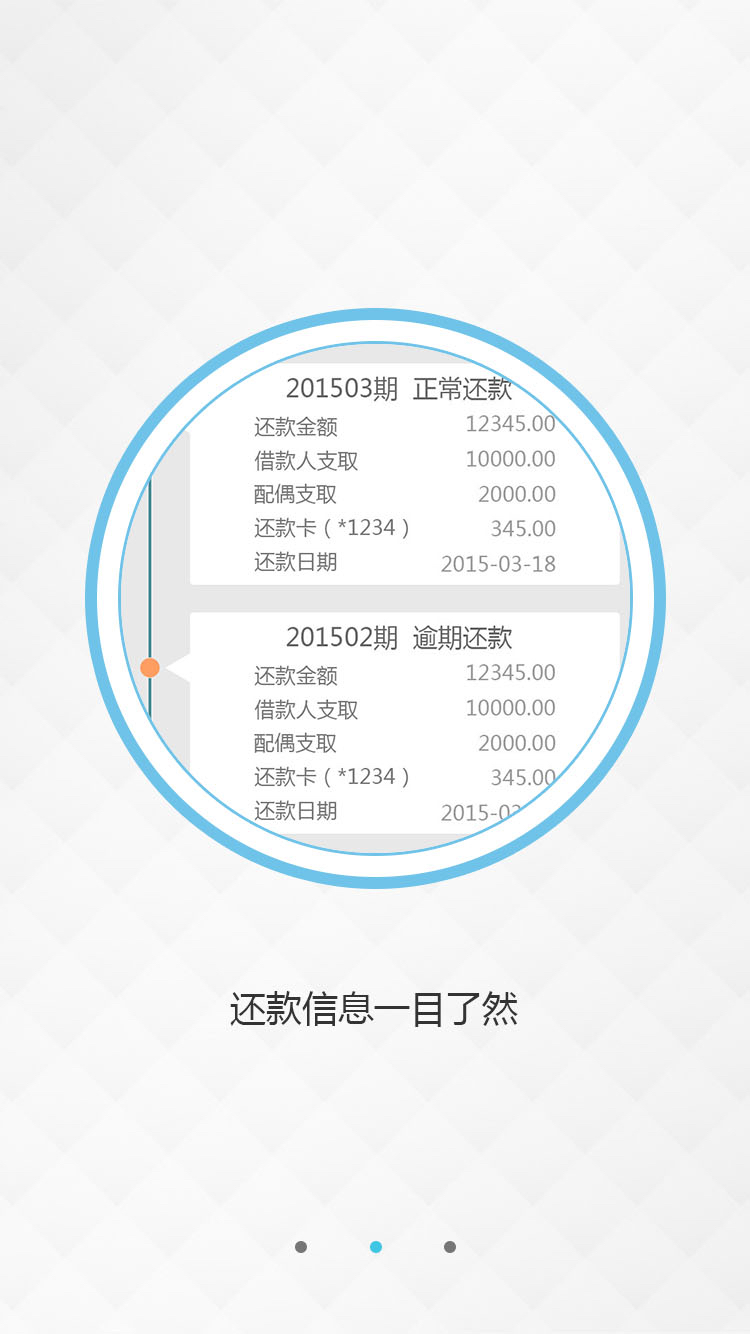 201503期 正常还款
还款金额 12345.00
借款人支取 10000.00
配偶支取 2000.00
还款卡 ( *1234 ) 345.00
还款日期 2015-03-18
201502期 逾期还款
还款金额 12345.00
借款人支取 10000.00
配偶支取 2000.00
还款卡 ( *1234 ) 345.00
还款日期 2015-0
还款信息一目了然